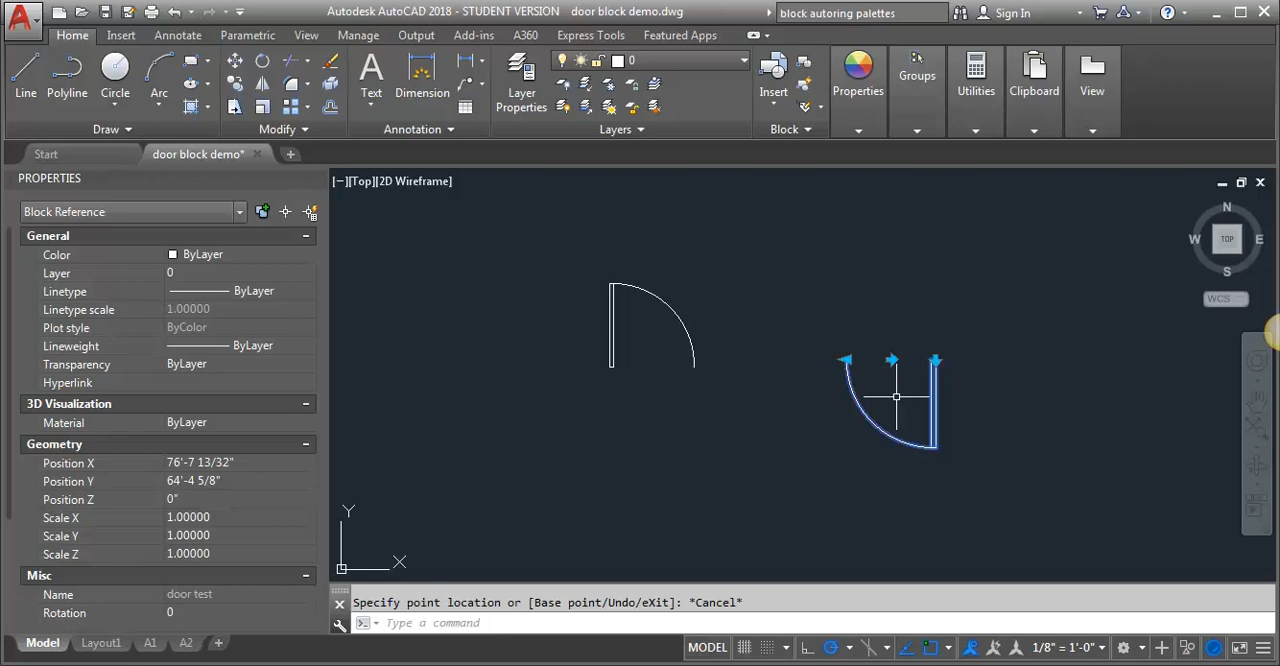 Autodesk AutoCAD 2018 - STUDENT VERSION door block demo.dwg block autoring palettes Sign In
Home Insert Annotate Parametric View Manage Output Add-ins A360 Express Tools Featured Apps
0
Line Polyline Circle Arc Text Dimension Layer Properties Insert Properties Groups Utilities Clipboard View
Draw Modify Annotation Layers Block
Start door block demo*
PROPERTIES
[−][Top][2D Wireframe]
Block Reference
General
Color ByLayer
Layer 0
Linetype ByLayer
Linetype scale 1.00000
Plot style ByColor
Lineweight ByLayer
Transparency ByLayer
Hyperlink
3D Visualization
Material ByLayer
Geometry
Position X 76'-7 13/32"
Position Y 64'-4 5/8"
Position Z 0"
Scale X 1.00000
Scale Y 1.00000
Scale Z 1.00000
Misc
Name door test
Rotation 0
N
W TOP E
S
WCS
Y
X
Specify point location or [Base point/Undo/eXit]: *Cancel*
Type a command
Model Layout1 A1 A2 +
MODEL 1/8" = 1'-0"